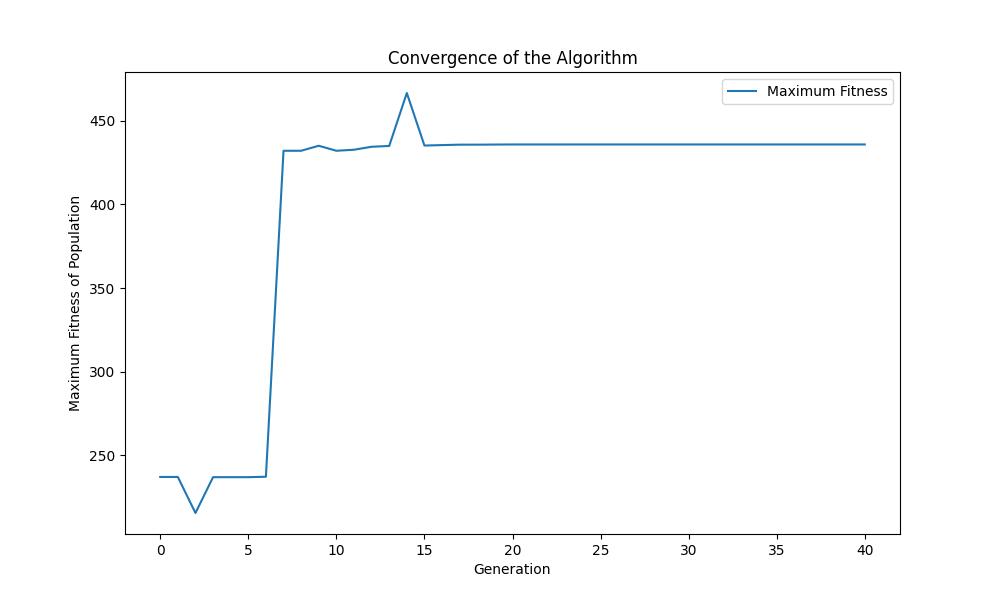 Convergence of the Algorithm
Maximum Fitness
Maximum Fitness of Population
450
400
350
300
250
0 5 10 15 20 25 30 35 40
Generation